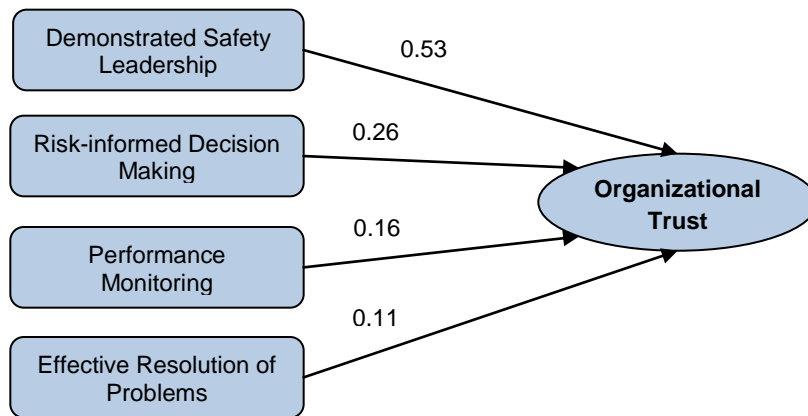 Demonstrated Safety
Leadership
0.53
Risk-informed Decision
Making
0.26
Organizational
Trust
Performance
Monitoring
0.16
Effective Resolution of
Problems
0.11